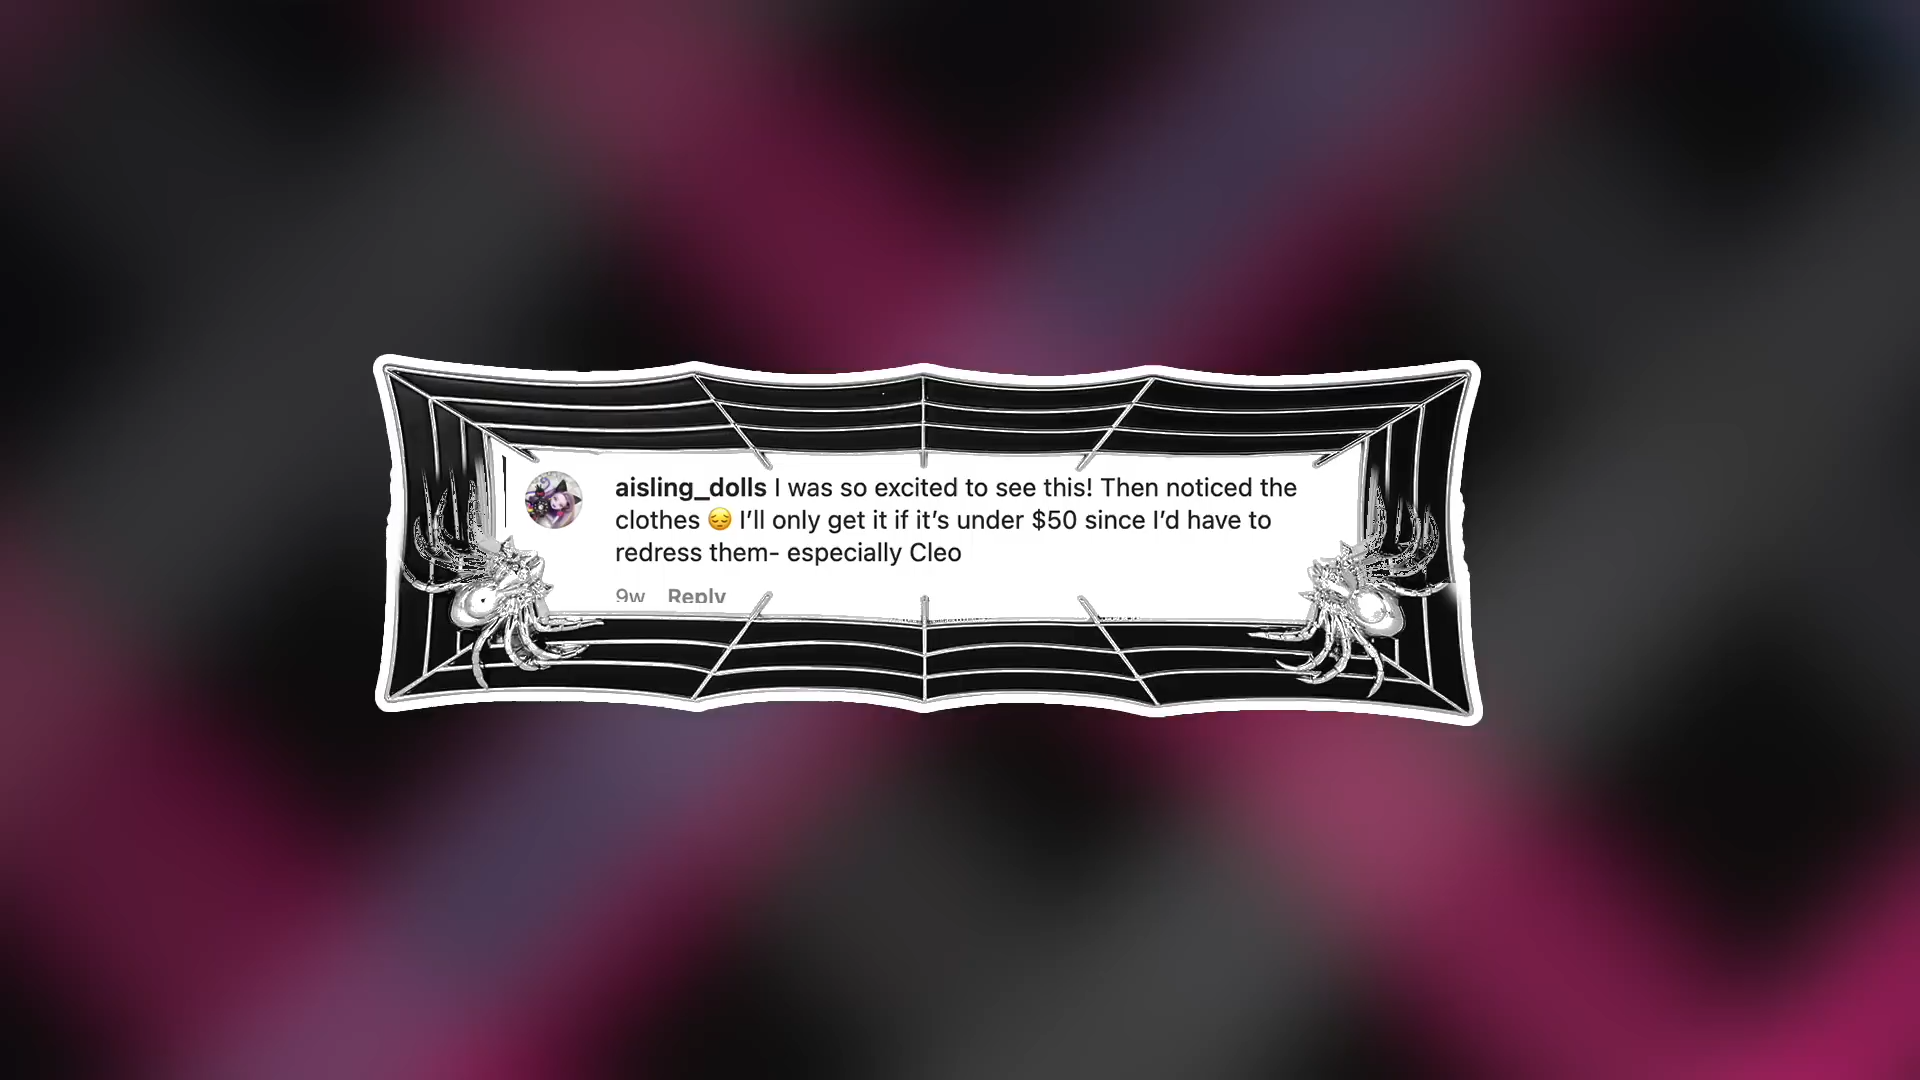 aisling_dolls I was so excited to see this! Then noticed the
clothes 😔 I’ll only get it if it’s under $50 since I’d have to
redress them- especially Cleo
9w Reply